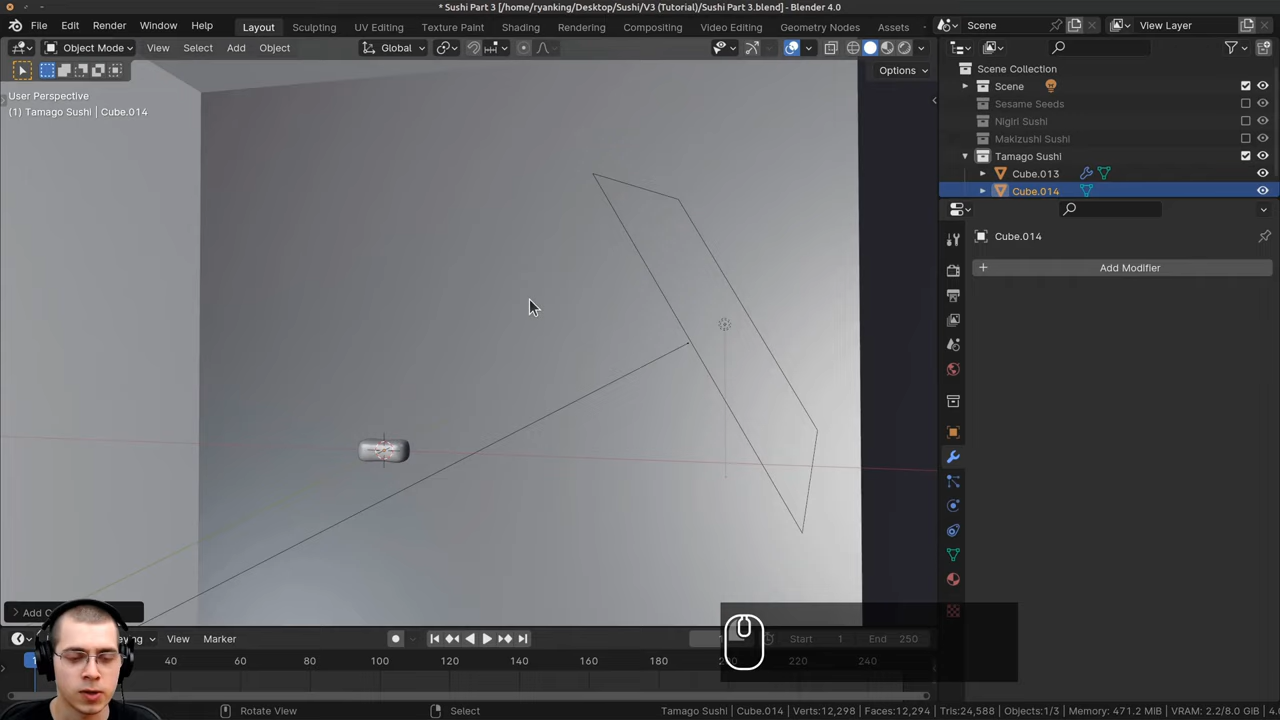 * Sushi Part 3 [/home/ryanking/Desktop/Sushi/V3 (Tutorial)/Sushi Part 3.blend] - Blender 4.0
File Edit Render Window Help Layout Sculpting UV Editing Texture Paint Shading Animation Rendering Compositing Video Editing Scripting Assets Scene View Layer
Object Mode View Select Add Object Global
Options
User Perspective
(1) Tamago Sushi | Cube.014
Scene Collection
Scene
Sesame Seeds
Nigiri Sushi
Makizushi Sushi
Tamago Sushi
Cube.013
Cube.014
Cube.014
Add Modifier
Add C
View Marker Start 1 End 250
40 60 80 100 120 140 160 180 220 240
Rotate View Select Tamago Sushi | Cube.014 Verts:12,298 Faces:12,294 Tris:24,588 Objects:1/3 Memory: 471.2 MiB VRAM: 2.2/8.0 GiB 4.